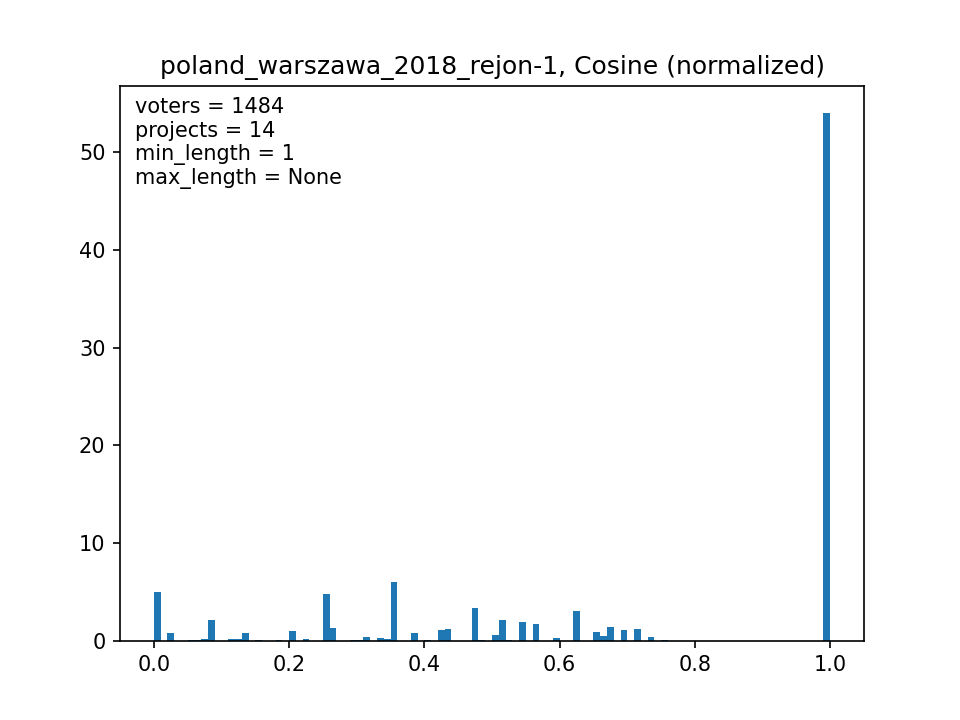 poland_warszawa_2018_rejon-1, Cosine (normalized)
voters = 1484
projects = 14
min_length = 1
max_length = None
50
40
30
20
10
0
0.0 0.2 0.4 0.6 0.8 1.0